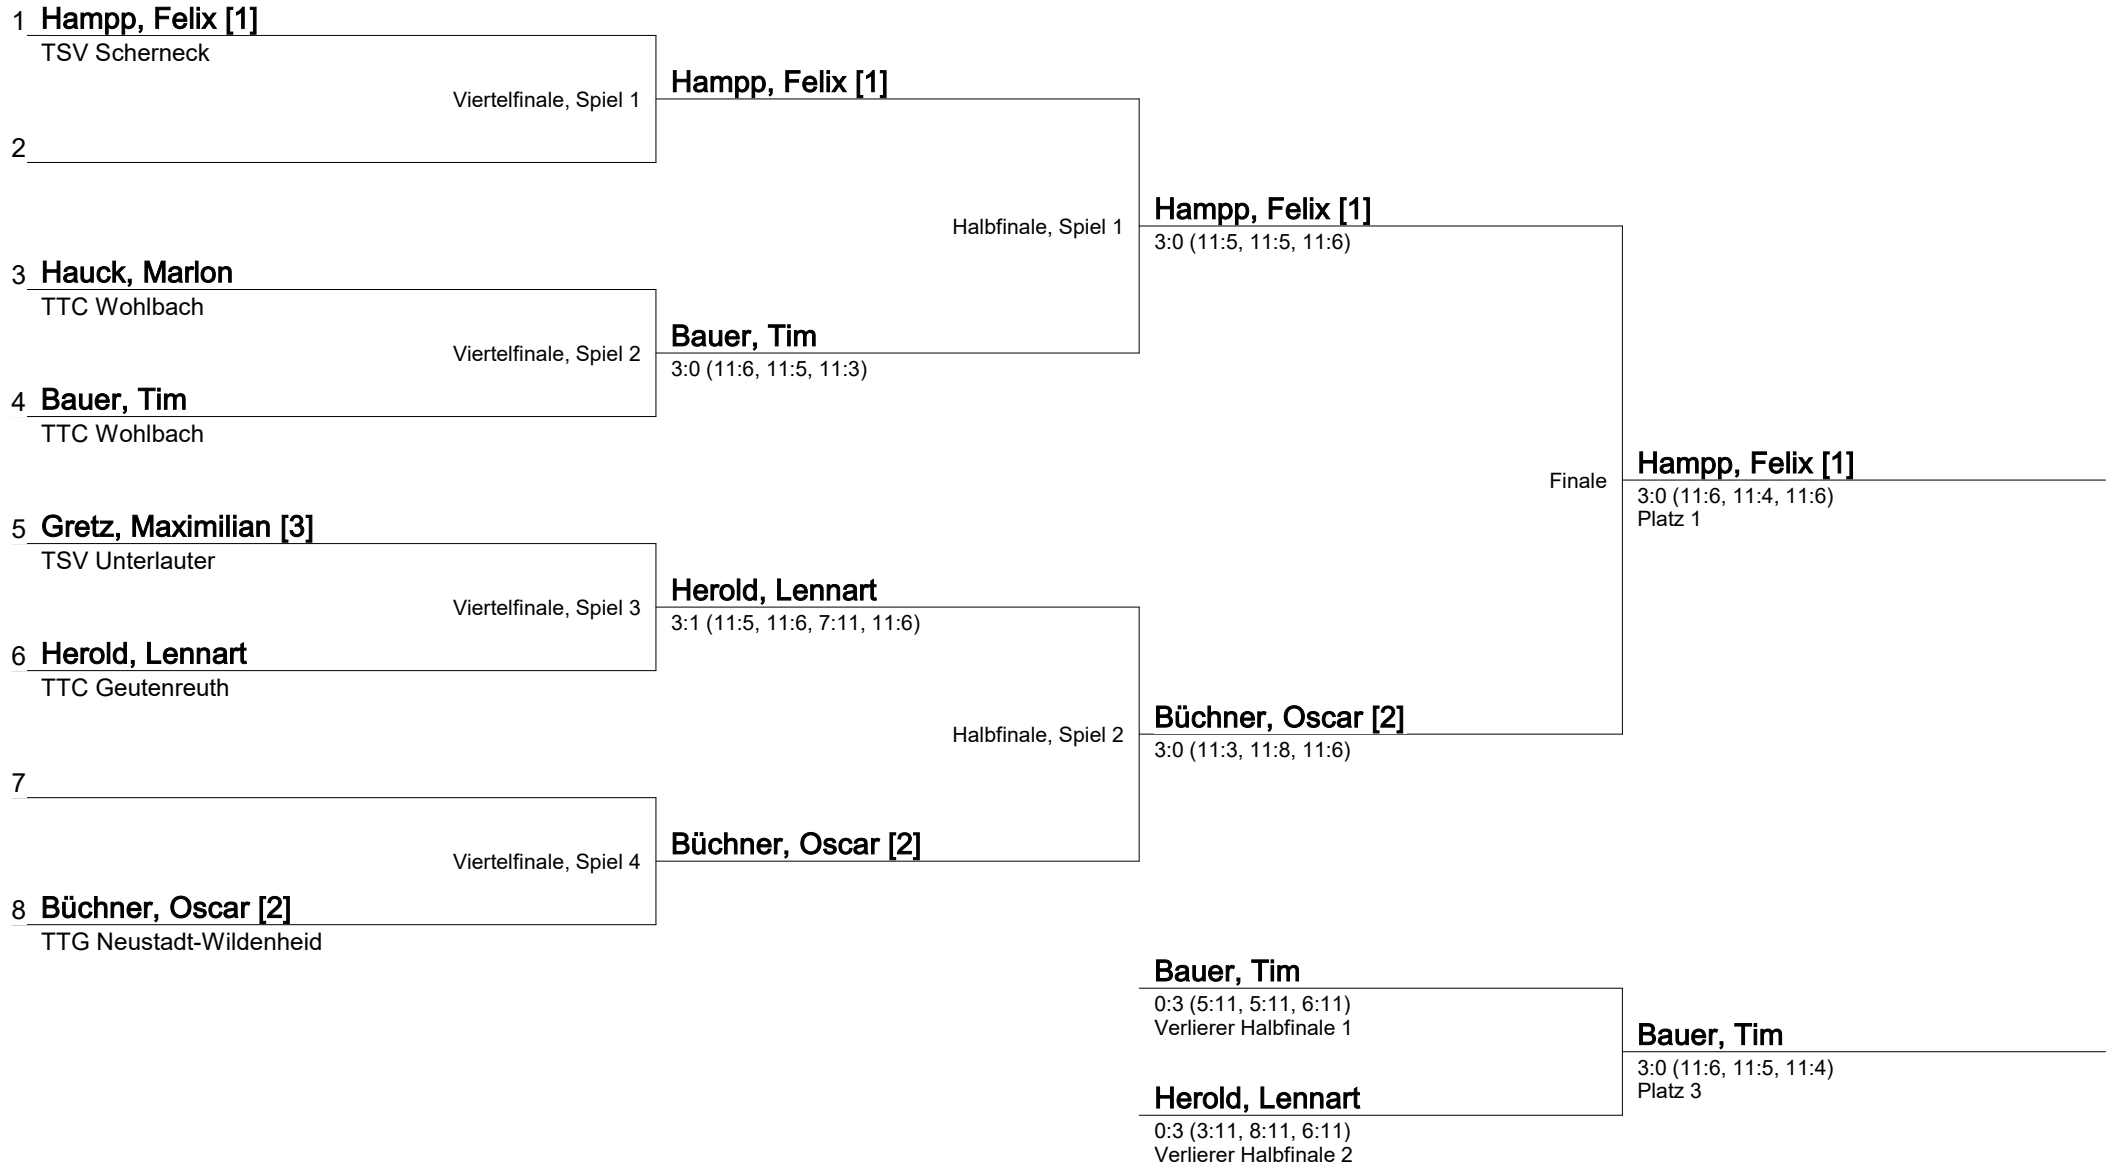 1 Hampp, Felix [1]
TSV Scherneck
Viertelfinale, Spiel 1
Hampp, Felix [1]
2
Halbfinale, Spiel 1
Hampp, Felix [1]
3:0 (11:5, 11:5, 11:6)
3 Hauck, Marlon
TTC Wohlbach
Viertelfinale, Spiel 2
Bauer, Tim
3:0 (11:6, 11:5, 11:3)
4 Bauer, Tim
TTC Wohlbach
Finale
Hampp, Felix [1]
3:0 (11:6, 11:4, 11:6)
Platz 1
5 Gretz, Maximilian [3]
TSV Unterlauter
Viertelfinale, Spiel 3
Herold, Lennart
3:1 (11:5, 11:6, 7:11, 11:6)
6 Herold, Lennart
TTC Geutenreuth
Halbfinale, Spiel 2
Büchner, Oscar [2]
3:0 (11:3, 11:8, 11:6)
7
Viertelfinale, Spiel 4
Büchner, Oscar [2]
8 Büchner, Oscar [2]
TTG Neustadt-Wildenheid
Bauer, Tim
0:3 (5:11, 5:11, 6:11)
Verlierer Halbfinale 1
Bauer, Tim
3:0 (11:6, 11:5, 11:4)
Platz 3
Herold, Lennart
0:3 (3:11, 8:11, 6:11)
Verlierer Halbfinale 2